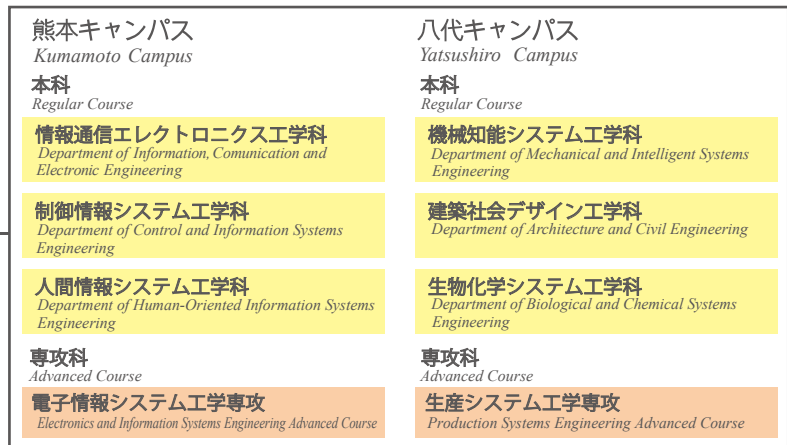 熊本キャンパス
Kumamoto Campus
本科
Regular Course
情報通信エレクトロニクス工学科
Department of Information, Comunication and
Electronic Engineering
制御情報システム工学科
Department of Control and Information Systems
Engineering
人間情報システム工学科
Department of Human-Oriented Information Systems
Engineering
専攻科
Advanced Course
電子情報システム工学専攻
Electronics and Information Systems Engineering Advanced Course
八代キャンパス
Yatsushiro Campus
本科
Regular Course
機械知能システム工学科
Department of Mechanical and Intelligent Systems
Engineering
建築社会デザイン工学科
Department of Architecture and Civil Engineering
生物化学システム工学科
Department of Biological and Chemical Systems
Engineering
専攻科
Advanced Course
生産システム工学専攻
Production Systems Engineering Advanced Course